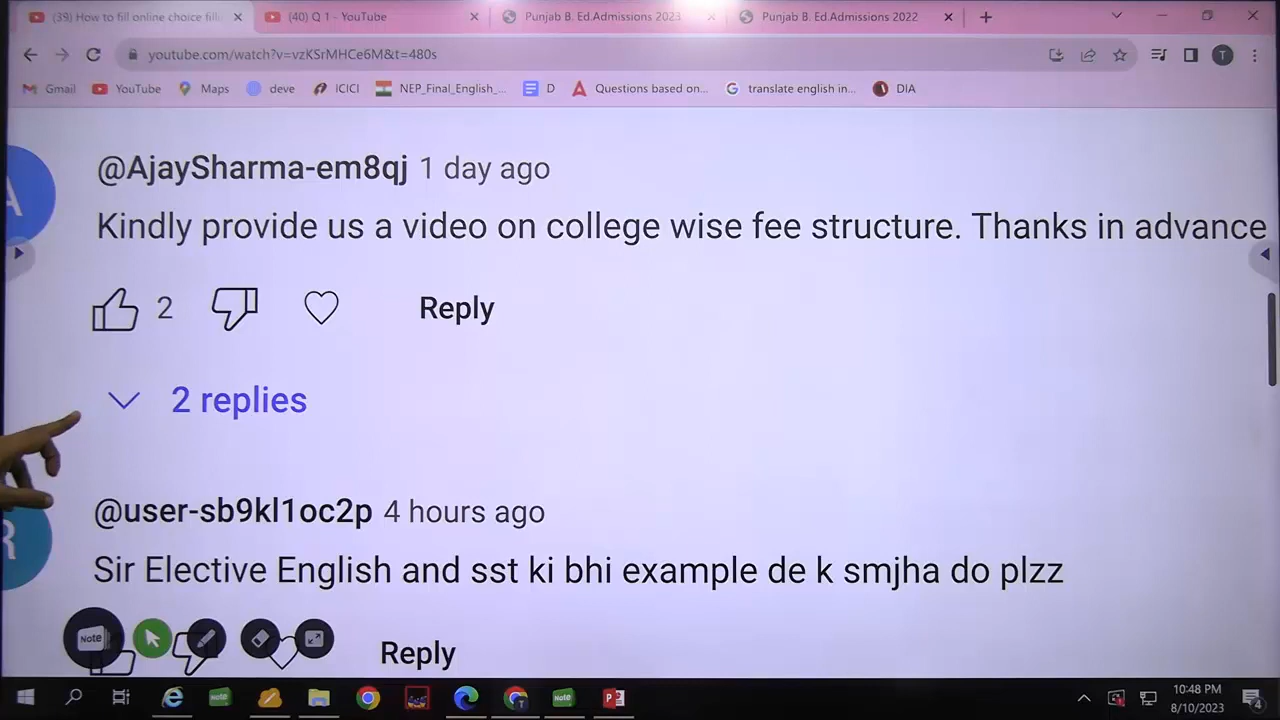 (39) How to fill online choice fill
(40) Q 1 - YouTube
Punjab B. Ed.Admissions 2023
Punjab B. Ed.Admissions 2022
youtube.com/watch?v=vzKSrMHCe6M&t=480s
T
Gmail
YouTube
Maps
deve
ICICI
NEP_Final_English_...
D
Questions based on...
translate english in...
DIA
A
@AjaySharma-em8qj 1 day ago
Kindly provide us a video on college wise fee structure. Thanks in advance
2
Reply
2 replies
R
@user-sb9kl1oc2p 4 hours ago
Sir Elective English and sst ki bhi example de k smjha do plzz
Note
Reply
Note
T
Note
P
10:48 PM
8/10/2023
4